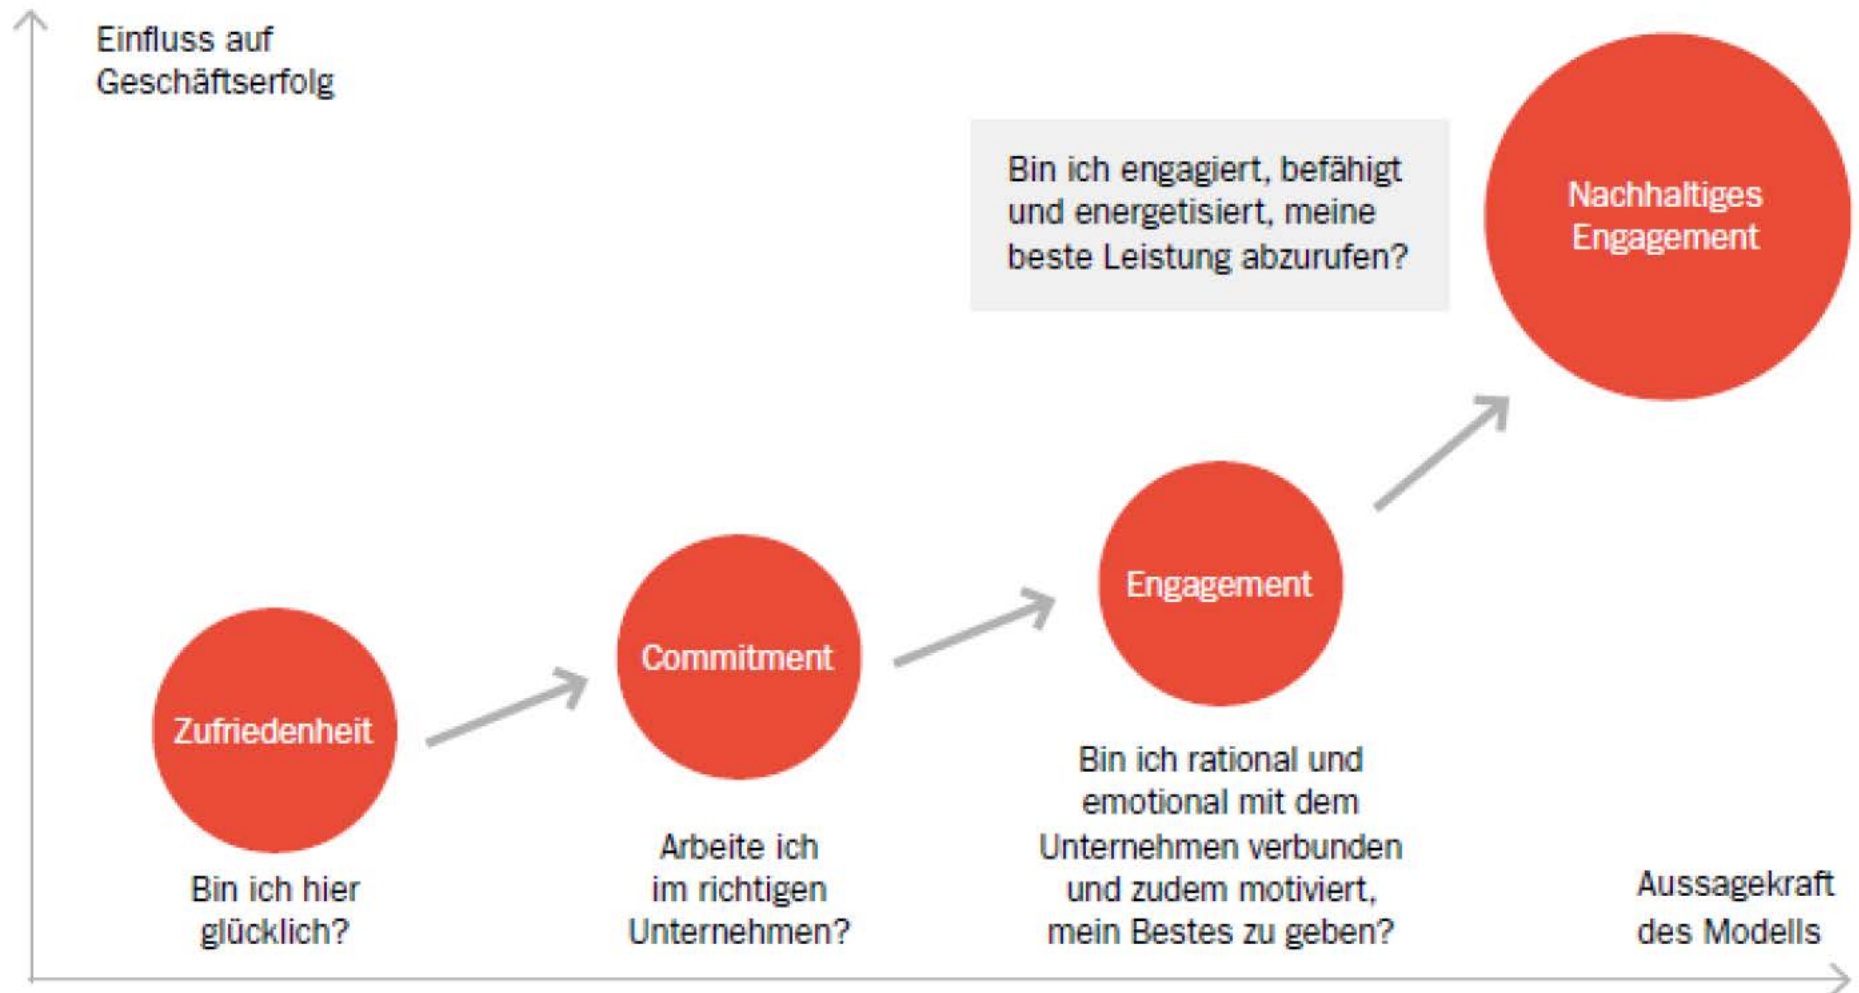 Einfluss auf
Geschäftserfolg
Bin ich engagiert, befähigt
und energetisiert, meine
beste Leistung abzurufen?
Nachhaltiges
Engagement
Engagement
Commitment
Zufriedenheit
Bin ich hier
glücklich?
Arbeite ich
im richtigen
Unternehmen?
Bin ich rational und
emotional mit dem
Unternehmen verbunden
und zudem motiviert,
mein Bestes zu geben?
Aussagekraft
des Modells